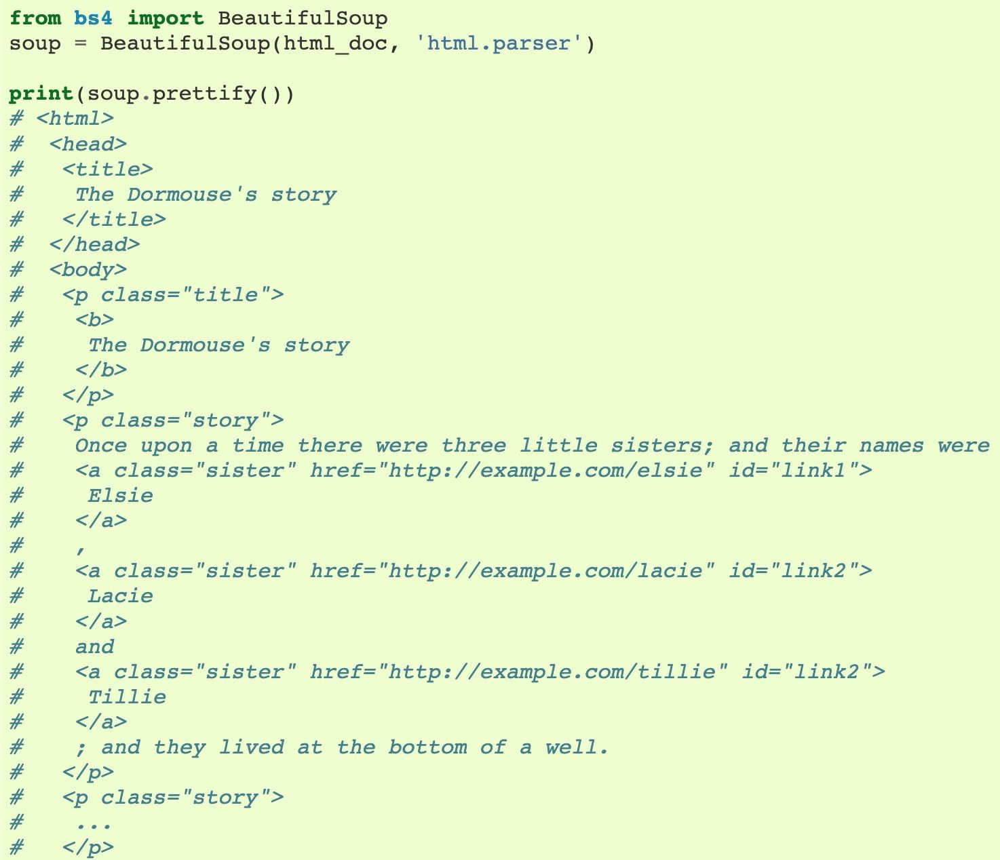 from bs4 import BeautifulSoup
soup = BeautifulSoup(html_doc, 'html.parser')

print(soup.prettify())
# <html>
#  <head>
#   <title>
#    The Dormouse's story
#   </title>
#  </head>
#  <body>
#   <p class="title">
#    <b>
#     The Dormouse's story
#    </b>
#   </p>
#   <p class="story">
#    Once upon a time there were three little sisters; and their names were
#    <a class="sister" href="http://example.com/elsie" id="link1">
#     Elsie
#    </a>
#    ,
#    <a class="sister" href="http://example.com/lacie" id="link2">
#     Lacie
#    </a>
#    and
#    <a class="sister" href="http://example.com/tillie" id="link2">
#     Tillie
#    </a>
#    ; and they lived at the bottom of a well.
#   </p>
#   <p class="story">
#    ...
#   </p>